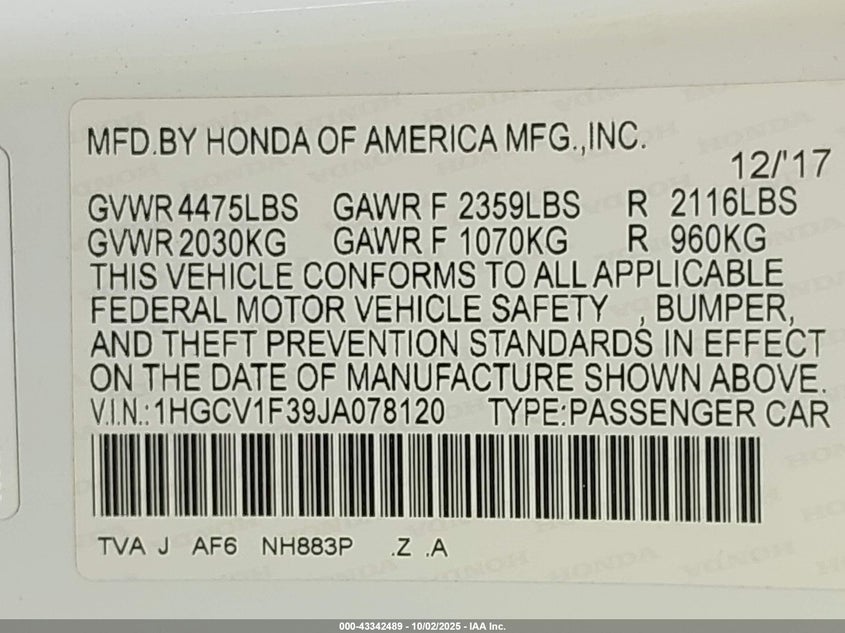 MFD.BY HONDA OF AMERICA MFG.,INC.
12/'17
GVWR 4475LBS GAWR F 2359LBS R 2116LBS
GVWR 2030KG GAWR F 1070KG R 960KG
THIS VEHICLE CONFORMS TO ALL APPLICABLE
FEDERAL MOTOR VEHICLE SAFETY , BUMPER,
AND THEFT PREVENTION STANDARDS IN EFFECT
ON THE DATE OF MANUFACTURE SHOWN ABOVE.
V.I.N.: 1HGCV1F39JA078120 TYPE:PASSENGER CAR
TVA J AF6 NH883P .Z .A
000-43342489 - 10/02/2025 - IAA Inc.